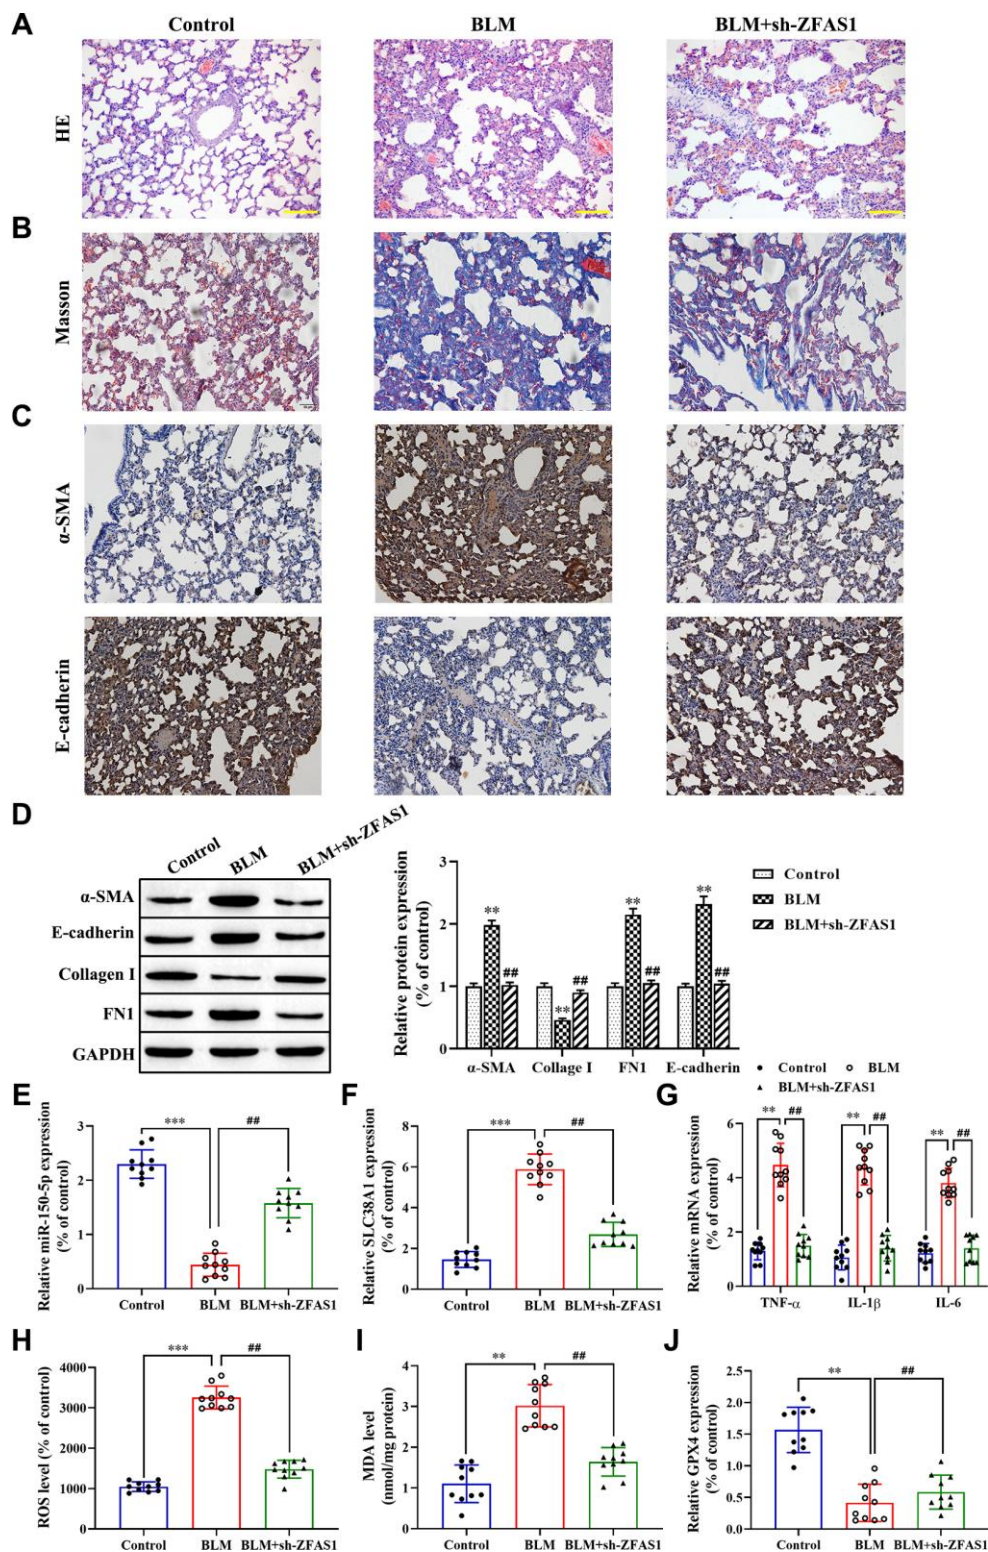 A
Control
BLM
BLM+sh-ZFAS1
HE
B
Masson
C
α-SMA
E-cadherin
D
Control
BLM
BLM+sh-ZFAS1
α-SMA
E-cadherin
Collagen I
FN1
GAPDH
Relative protein expression
(% of control)
3
2
1
0
**
##
**
##
**
##
**
##
α-SMA
Collage I
FN1
E-cadherin
Control
BLM
BLM+sh-ZFAS1
E
Relative miR-150-5p expression
(% of control)
3
2
1
0
***
##
Control
BLM
BLM+sh-ZFAS1
F
Relative SLC38A1 expression
(% of control)
8
6
4
2
0
***
##
Control
BLM
BLM+sh-ZFAS1
G
Control
BLM
BLM+sh-ZFAS1
Relative mRNA expression
(% of control)
6
4
2
0
**
##
**
##
**
##
TNF-α
IL-1β
IL-6
H
ROS level (% of control)
4000
3000
2000
1000
0
***
##
Control
BLM
BLM+sh-ZFAS1
I
MDA level
(nmol/mg protein)
4
3
2
1
0
**
##
Control
BLM
BLM+sh-ZFAS1
J
Relative GPX4 expression
(% of control)
2.5
2.0
1.5
1.0
0.5
0.0
**
##
Control
BLM
BLM+sh-ZFAS1